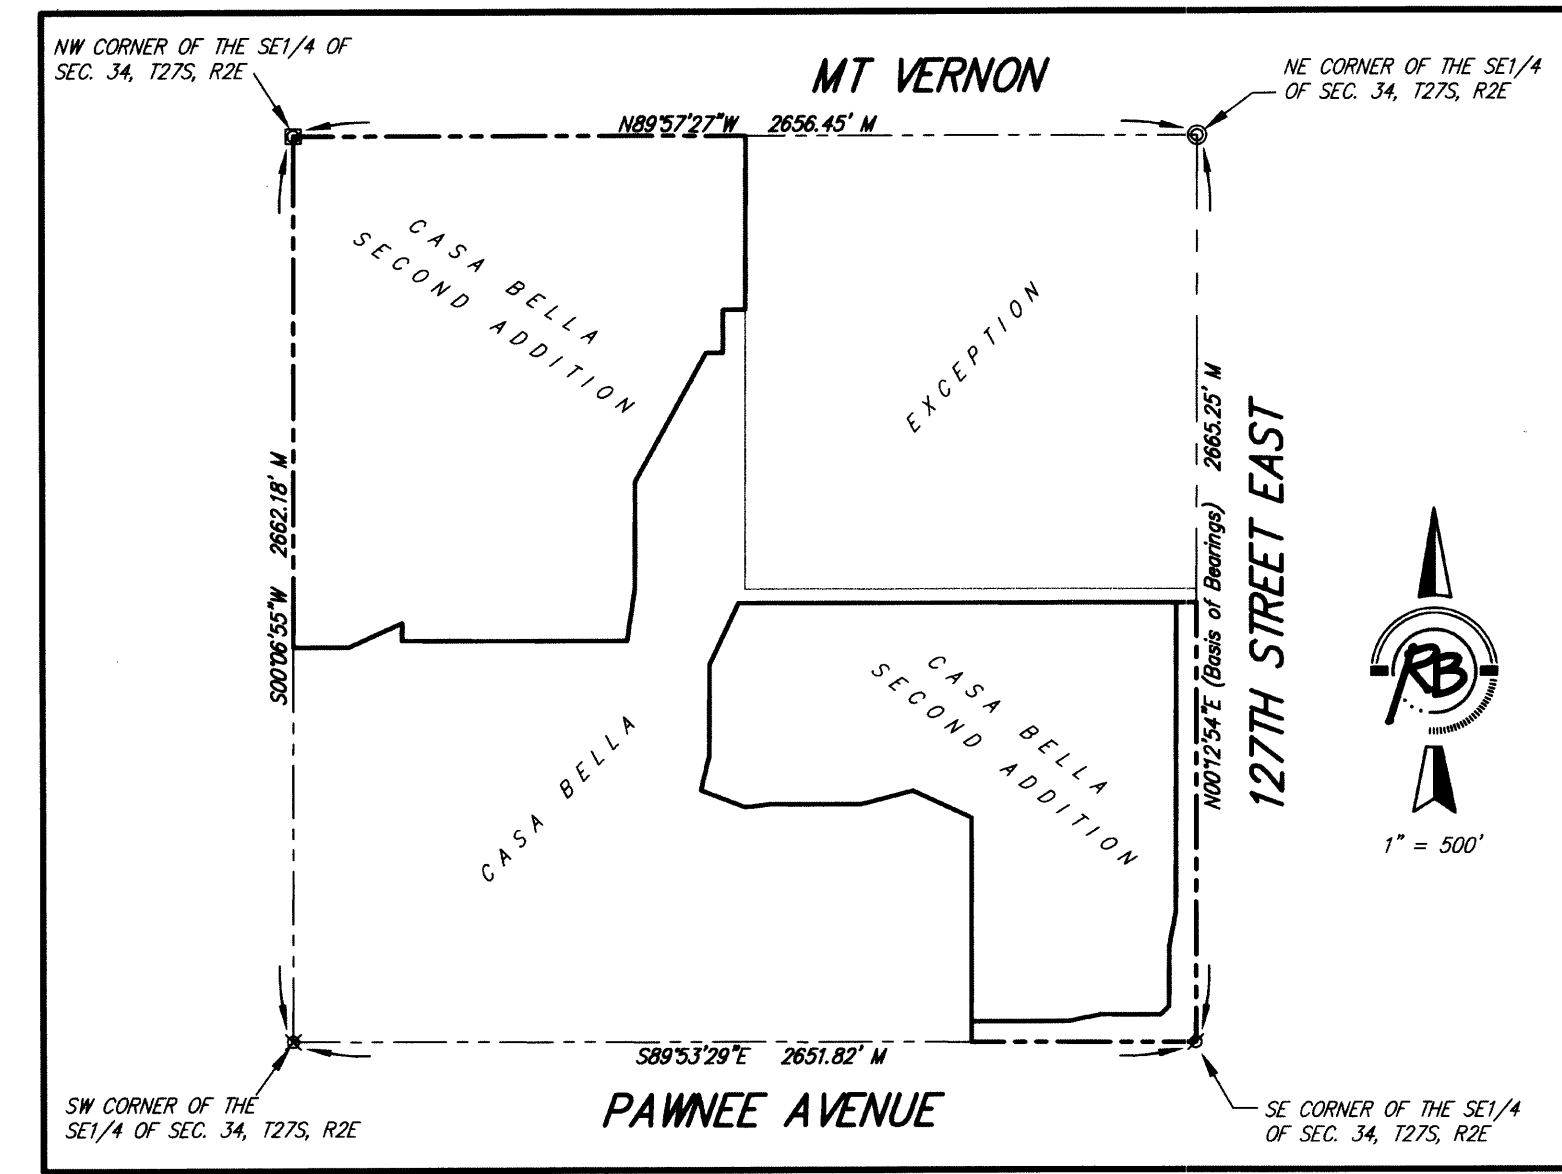 NW CORNER OF THE SE1/4 OF
SEC. 34, T27S, R2E
MT VERNON
NE CORNER OF THE SE1/4
OF SEC. 34, T27S, R2E
N89°57'27"W 2656.45' M
CASA BELLA
SECOND ADDITION
EXCEPTION
S00°06'55"W 2662.18' M
N00°12'54"E (Basis of Bearings) 2665.25' M
127TH STREET EAST
CASA BELLA
CASA BELLA
SECOND ADDITION
RB
1" = 500'
S89°53'29"E 2651.82' M
PAWNEE AVENUE
SW CORNER OF THE
SE1/4 OF SEC. 34, T27S, R2E
SE CORNER OF THE SE1/4
OF SEC. 34, T27S, R2E